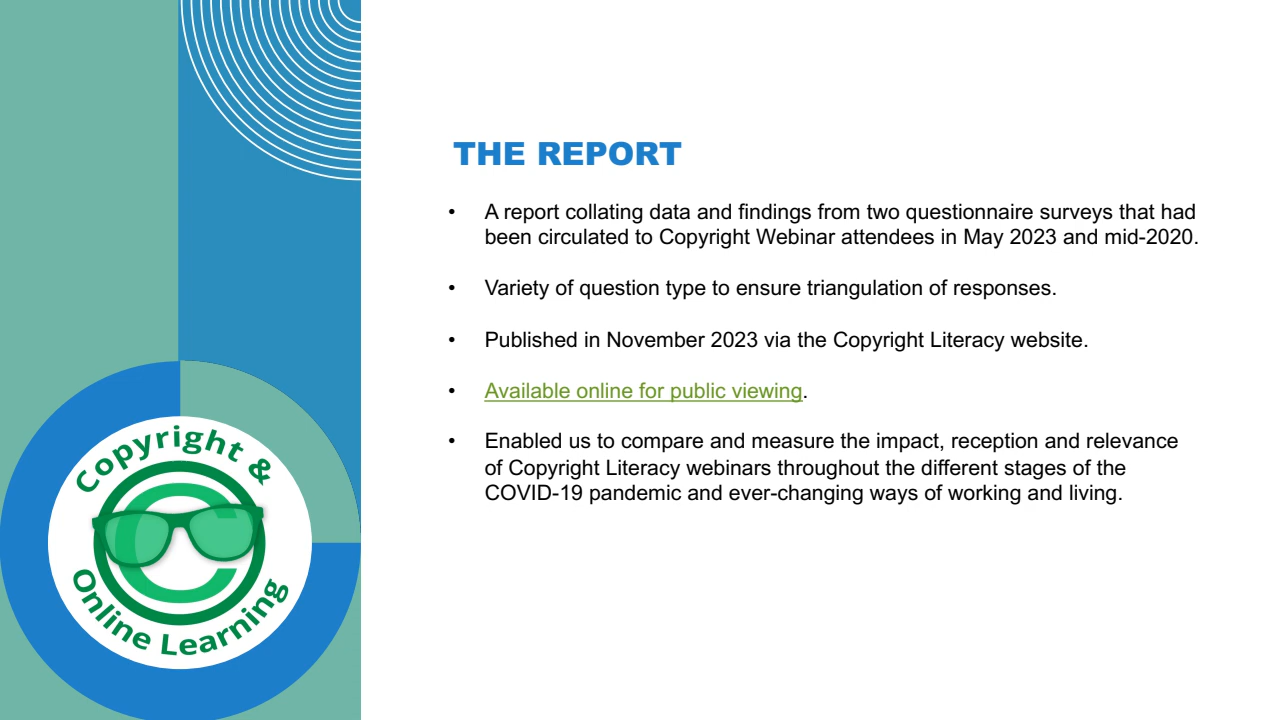 THE REPORT
• A report collating data and findings from two questionnaire surveys that had
been circulated to Copyright Webinar attendees in May 2023 and mid-2020.
• Variety of question type to ensure triangulation of responses.
• Published in November 2023 via the Copyright Literacy website.
• Available online for public viewing.
• Enabled us to compare and measure the impact, reception and relevance
of Copyright Literacy webinars throughout the different stages of the
COVID-19 pandemic and ever-changing ways of working and living.
Copyright &
C
Online Learning